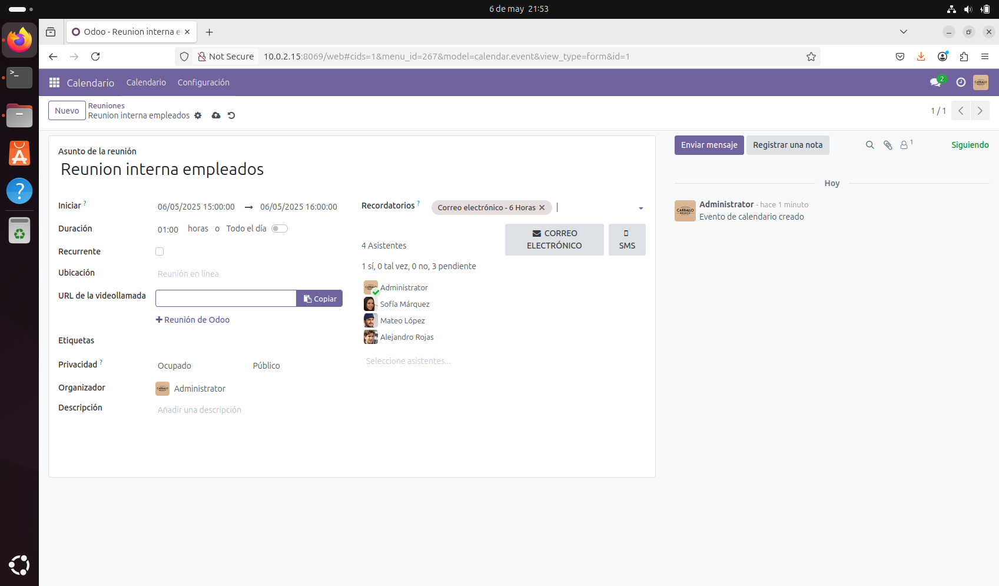 6 de may 21:53
Odoo - Reunion interna e
Not Secure
10.0.2.15:8069/web#cids=1&menu_id=267&model=calendar.event&view_type=form&id=1
Calendario
Calendario
Configuración
2
Nuevo
Reuniones
Reunion interna empleados
1 / 1
Asunto de la reunión
Reunion interna empleados
Iniciar ?
06/05/2025 15:00:00
06/05/2025 16:00:00
Duración
01:00 horas o Todo el día
Recurrente
Ubicación
Reunión en línea
URL de la videollamada
Copiar
Reunión de Odoo
Etiquetas
Privacidad ?
Ocupado
Público
Organizador
Administrator
Descripción
Añadir una descripción
Recordatorios ?
Correo electrónico - 6 Horas
4 Asistentes
CORREO
ELECTRÓNICO
SMS
1 sí, 0 tal vez, 0 no, 3 pendiente
Administrator
Sofía Márquez
Mateo López
Alejandro Rojas
Seleccione asistentes...
Enviar mensaje
Registrar una nota
1
Siguiendo
Hoy
CARBALLO
Administrator - hace 1 minuto
Evento de calendario creado